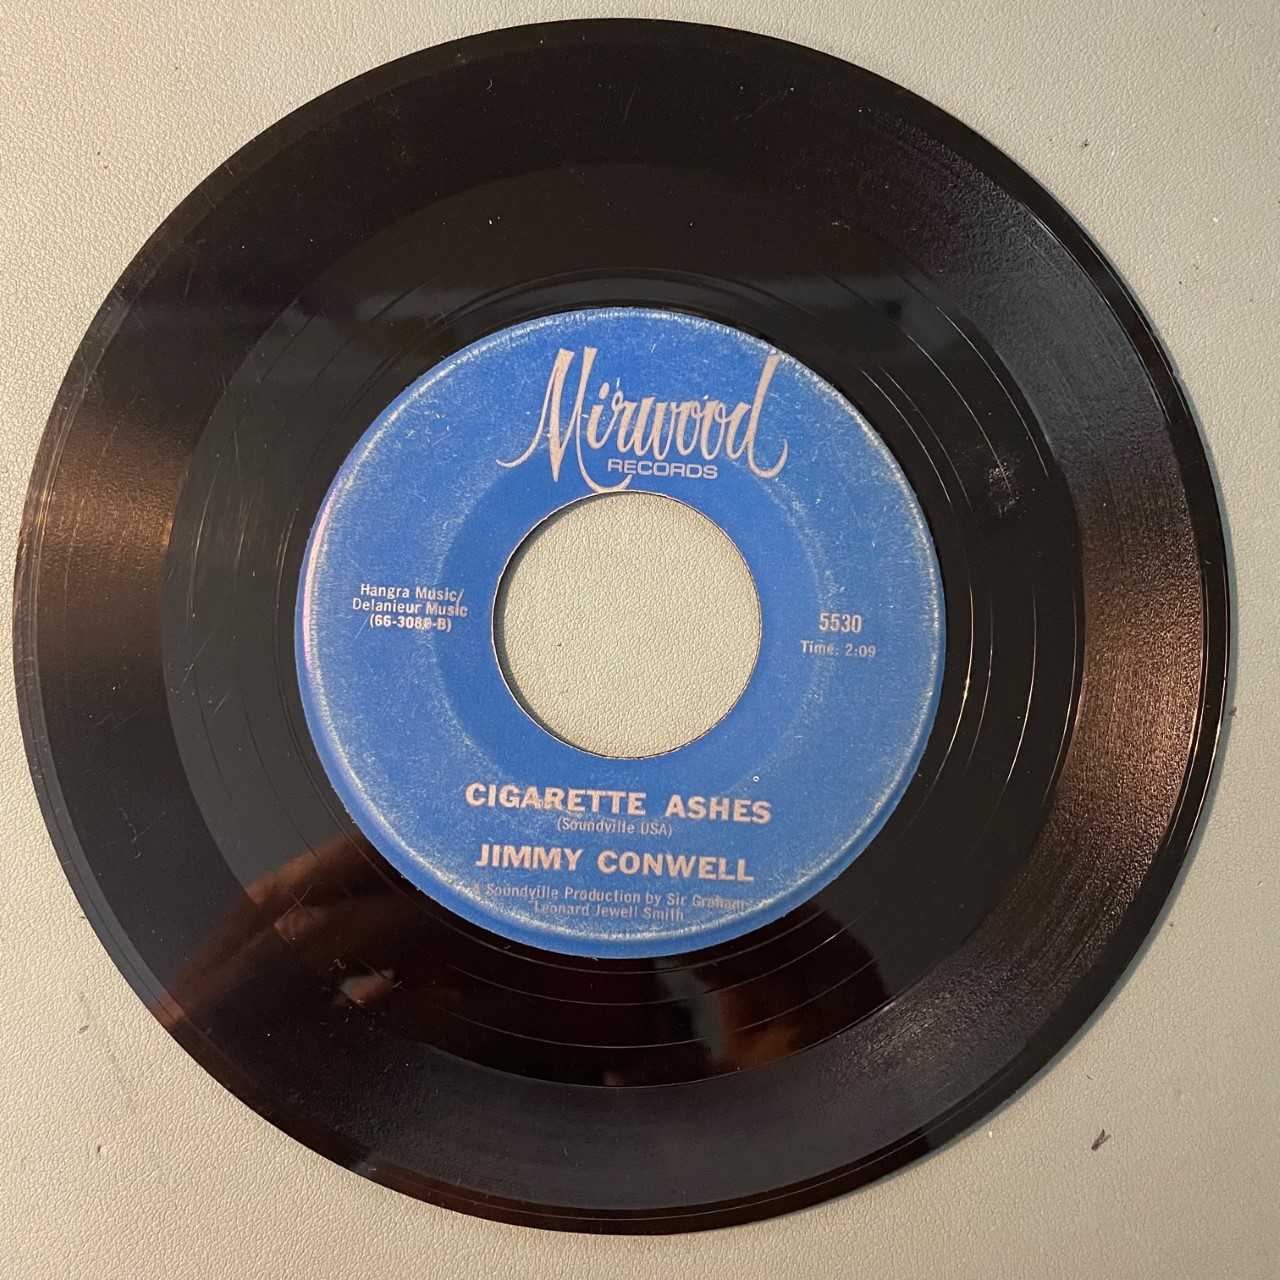 Mirwood
RECORDS
Hangra Music/
Delanieur Music
5530
Time: 2:09
CIGARETTE ASHES
(Soundville USA)
JIMMY CONWELL
A Soundville Production by Sir Graham
Leonard Jewell Smith